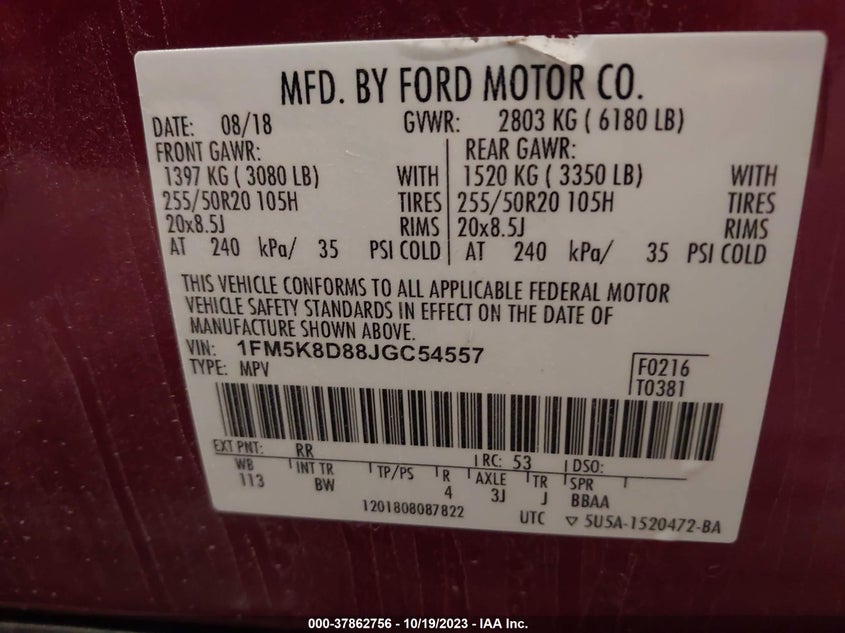 MFD. BY FORD MOTOR CO.
DATE: 08/18 GVWR: 2803 KG ( 6180 LB)
FRONT GAWR: REAR GAWR:
1397 KG ( 3080 LB) WITH 1520 KG ( 3350 LB) WITH
255/50R20 105H TIRES 255/50R20 105H TIRES
20x8.5J RIMS 20x8.5J RIMS
AT 240 kPa/ 35 PSI COLD AT 240 kPa/ 35 PSI COLD
THIS VEHICLE CONFORMS TO ALL APPLICABLE FEDERAL MOTOR
VEHICLE SAFETY STANDARDS IN EFFECT ON THE DATE OF
MANUFACTURE SHOWN ABOVE.
VIN: 1FM5K8D88JGC54557
TYPE: MPV
F0216
T0381
EXT PNT: RR RC: 53 DSO:
WB INT TR TP/PS R AXLE TR SPR
113 BW 4 3J J BBAA
1201808087822 UTC ▽ 5U5A-1520472-BA
000-37862756 - 10/19/2023 - IAA Inc.